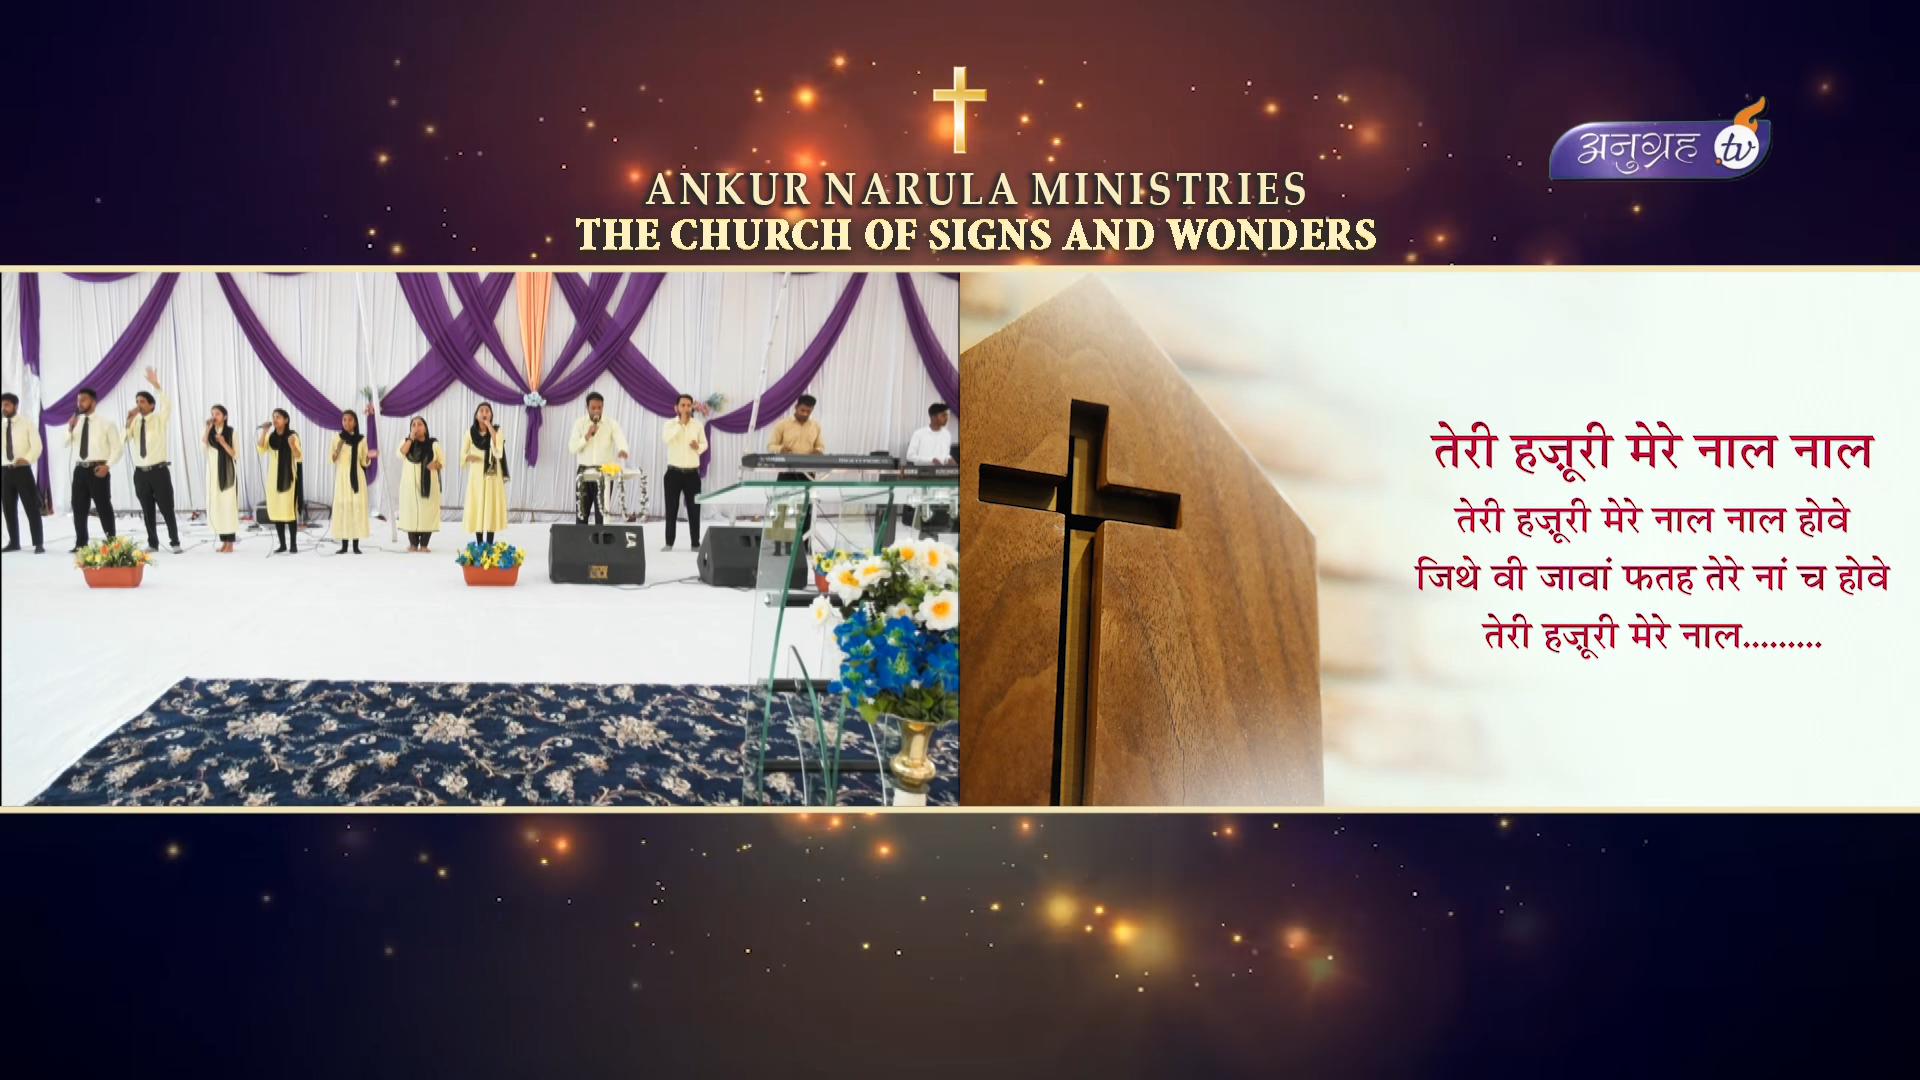 ANKUR NARULA MINISTRIES
THE CHURCH OF SIGNS AND WONDERS
अनुग्रह .tv
तेरी हज़ूरी मेरे नाल नाल
तेरी हज़ूरी मेरे नाल नाल होवे
जिथे वी जावां फतह तेरे नां च होवे
तेरी हज़ूरी मेरे नाल.........